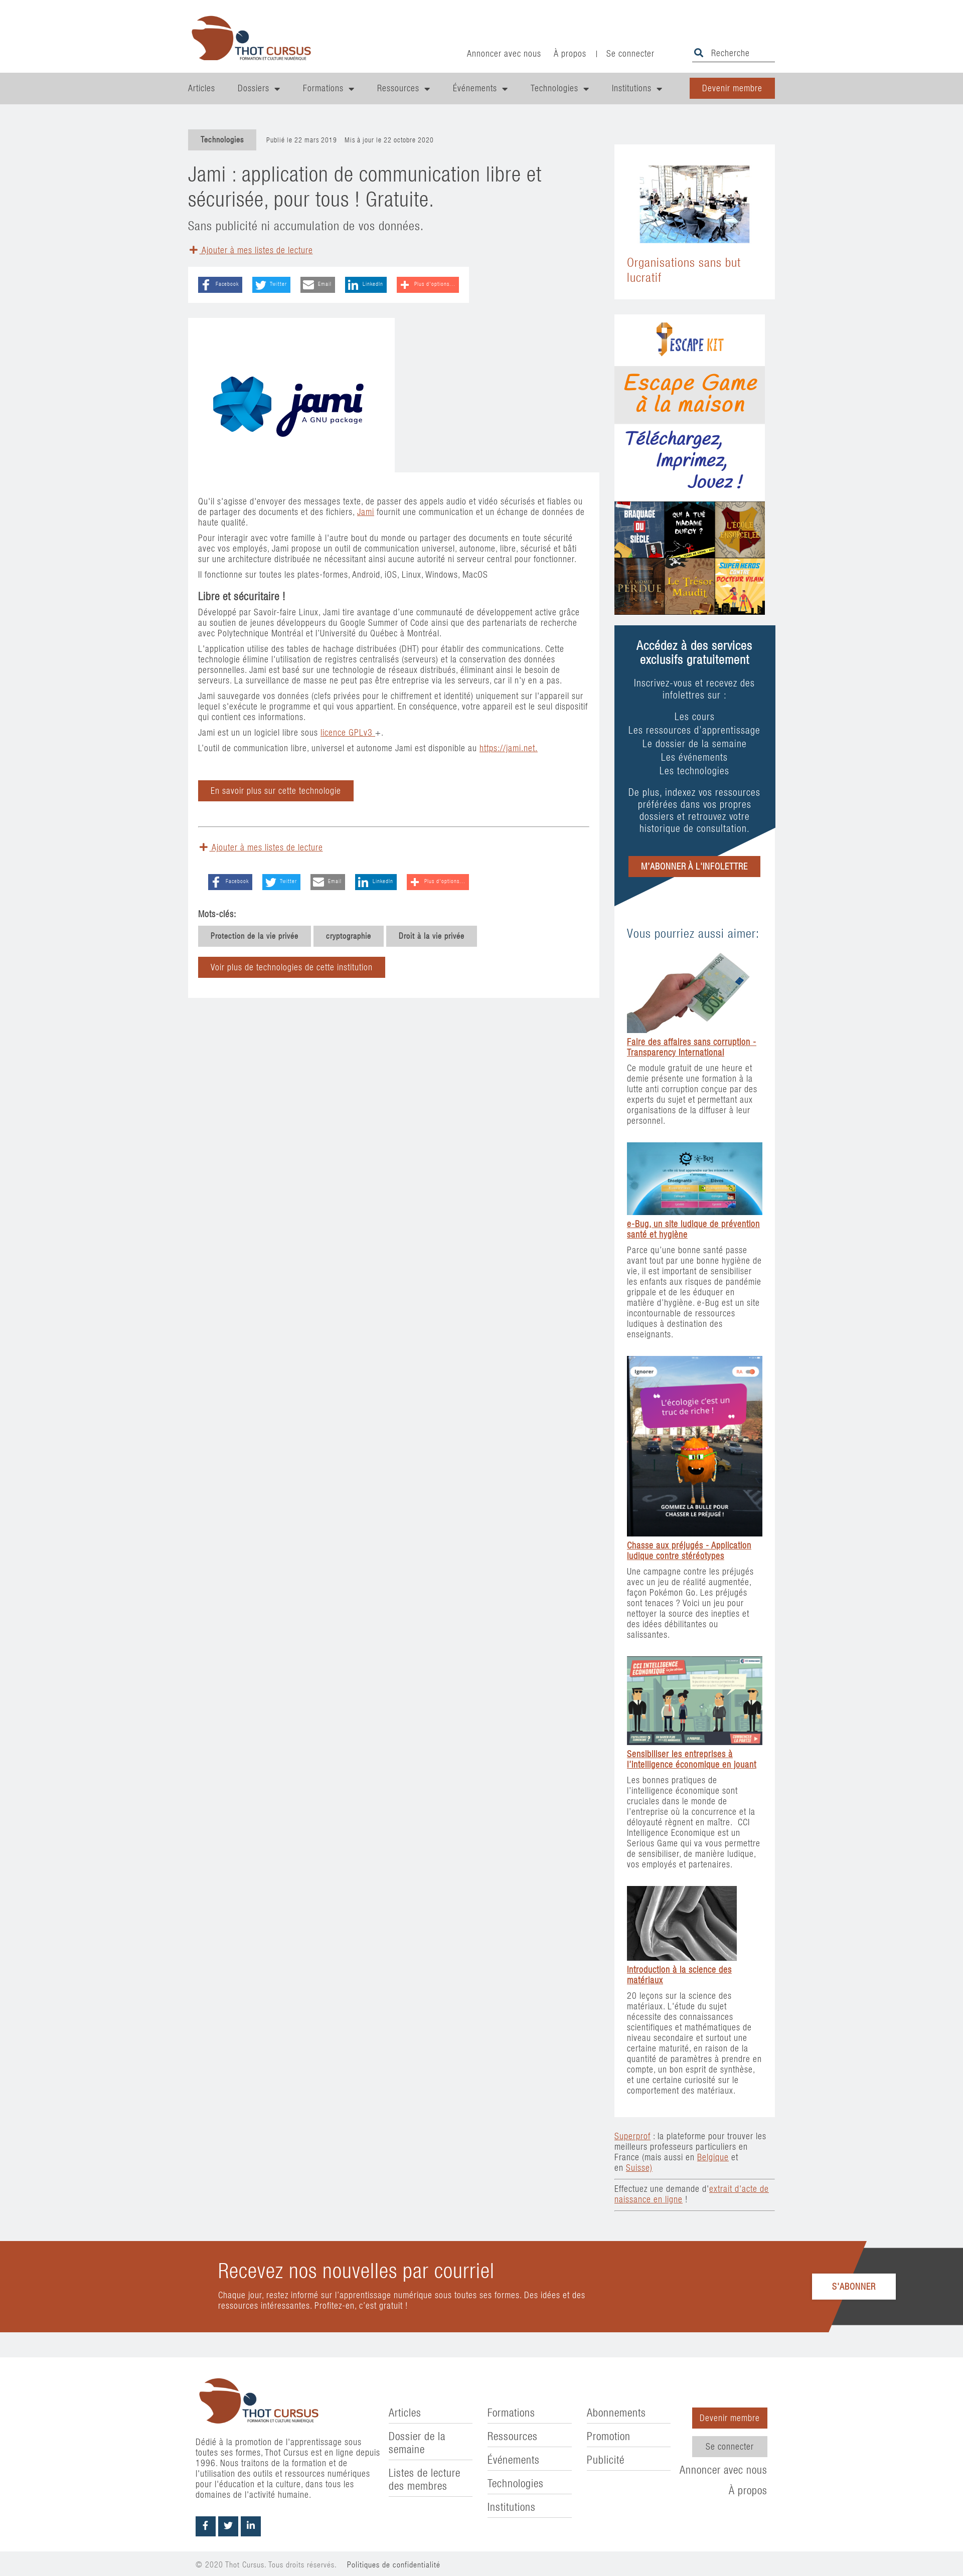 THOT CURSUS
FORMATION ET CULTURE NUMÉRIQUE
Annoncer avec nous
À propos
|
Se connecter
Recherche
Articles
Dossiers
Formations
Ressources
Événements
Technologies
Institutions
Devenir membre
Technologies
Publié le 22 mars 2019
Mis à jour le 22 octobre 2020
Jami : application de communication libre et
sécurisée, pour tous ! Gratuite.
Sans publicité ni accumulation de vos données.
Ajouter à mes listes de lecture
Facebook
Twitter
Email
LinkedIn
Plus d'options...
jami
A GNU package
Qu'il s'agisse d'envoyer des messages texte, de passer des appels audio et vidéo sécurisés et fiables ou
de partager des documents et des fichiers, Jami fournit une communication et un échange de données de
haute qualité.
Pour interagir avec votre famille à l'autre bout du monde ou partager des documents en toute sécurité
avec vos employés, Jami propose un outil de communication universel, autonome, libre, sécurisé et bâti
sur une architecture distribuée en ne nécessitant ainsi aucune autorité ni serveur central pour fonctionner.
Il fonctionne sur toutes les plates-formes, Android, iOS, Linux, Windows, MacOS
Libre et sécuritaire !
Développé par Savoir-faire Linux, Jami tire avantage d'une communauté de développement active grâce
au soutien de jeunes développeurs du Google Summer of Code ainsi que des partenariats de recherche
avec Polytechnique Montréal et l'Université du Québec à Montréal.
L'application utilise des tables de hachage distribuées (DHT) pour établir des communications. Cette
technologie élimine l'utilisation de registres centralisés (serveurs) et la conservation des données
personnelles. Jami est basé sur une technologie de réseaux distribués, éliminant ainsi le besoin de
serveurs. La surveillance de masse ne peut pas être entreprise via les serveurs, car il n'y en a pas.
Jami sauvegarde vos données (clefs privées pour le chiffrement et identité) uniquement sur l'appareil sur
lequel s'exécute le programme et qui vous appartient. En conséquence, votre appareil est le seul dispositif
qui contient ces informations.
Jami est un un logiciel libre sous licence GPLv3 +.
L'outil de communication libre, universel et autonome Jami est disponible au https://jami.net.
En savoir plus sur cette technologie
Ajouter à mes listes de lecture
Facebook
Twitter
Email
LinkedIn
Plus d'options...
Mots-clés:
Protection de la vie privée
cryptographie
Droit à la vie privée
Voir plus de technologies de cette institution
Organisations sans but
lucratif
ESCAPE KIT
Escape Game
à la maison
Téléchargez,
Imprimez,
Jouez !
BRAQUAGE
DU
SIÈCLE
QUI A TUÉ
MADAME
DURCY ?
LA MOMIE
PERDUE
Le Trésor
Maudit
SUPER HEROS
CONTRE
DOCTEUR VILAIN
Accédez à des services
exclusifs gratuitement
Inscrivez-vous et recevez des
infolettres sur :
Les cours
Les ressources d'apprentissage
Le dossier de la semaine
Les événements
Les technologies
De plus, indexez vos ressources
préférées dans vos propres
dossiers et retrouvez votre
historique de consultation.
M'ABONNER À L'INFOLETTRE
Vous pourriez aussi aimer:
Faire des affaires sans corruption -
Transparency International
Ce module gratuit de une heure et
demie présente une formation à la
lutte anti corruption conçue par des
experts du sujet et permettant aux
organisations de la diffuser à leur
personnel.
e-Bug
e-Bug, un site ludique de prévention
santé et hygiène
Parce qu'une bonne santé passe
avant tout par une bonne hygiène de
vie, il est important de sensibiliser
les enfants aux risques de pandémie
grippale et de les éduquer en
matière d'hygiène. e-Bug est un site
incontournable de ressources
ludiques à destination des
enseignants.
Ignorer
RA
L'écologie c'est un
truc de riche !
GOMMEZ LA BULLE POUR
CHASSER LE PRÉJUGÉ !
Chasse aux préjugés - Application
ludique contre stéréotypes
Une campagne contre les préjugés
avec un jeu de réalité augmentée,
façon Pokémon Go. Les préjugés
sont tenaces ? Voici un jeu pour
nettoyer la source des inepties et
des idées débilitantes ou
salissantes.
CCI INTELLIGENCE
ECONOMIQUE
Sensibiliser les entreprises à
l'intelligence économique en jouant
Les bonnes pratiques de
l'intelligence économique sont
cruciales dans le monde de
l'entreprise où la concurrence et la
déloyauté règnent en maître. CCI
Intelligence Economique est un
Serious Game qui va vous permettre
de sensibiliser, de manière ludique,
vos employés et partenaires.
Introduction à la science des
matériaux
20 leçons sur la science des
matériaux. L'étude du sujet
nécessite des connaissances
scientifiques et mathématiques de
niveau secondaire et surtout une
certaine maturité, en raison de la
quantité de paramètres à prendre en
compte, un bon esprit de synthèse,
et une certaine curiosité sur le
comportement des matériaux.
Superprof : la plateforme pour trouver les
meilleurs professeurs particuliers en
France (mais aussi en Belgique et
en Suisse)
Effectuez une demande d'extrait d'acte de
naissance en ligne !
Recevez nos nouvelles par courriel
Chaque jour, restez informé sur l'apprentissage numérique sous toutes ses formes. Des idées et des
ressources intéressantes. Profitez-en, c'est gratuit !
S'ABONNER
THOT CURSUS
FORMATION ET CULTURE NUMÉRIQUE
Dédié à la promotion de l'apprentissage sous
toutes ses formes, Thot Cursus est en ligne depuis
1996. Nous traitons de la formation et de
l'utilisation des outils et ressources numériques
pour l'éducation et la culture, dans tous les
domaines de l'activité humaine.
Articles
Dossier de la
semaine
Listes de lecture
des membres
Formations
Ressources
Événements
Technologies
Institutions
Abonnements
Promotion
Publicité
Devenir membre
Se connecter
Annoncer avec nous
À propos
© 2020 Thot Cursus. Tous droits réservés.
Politiques de confidentialité